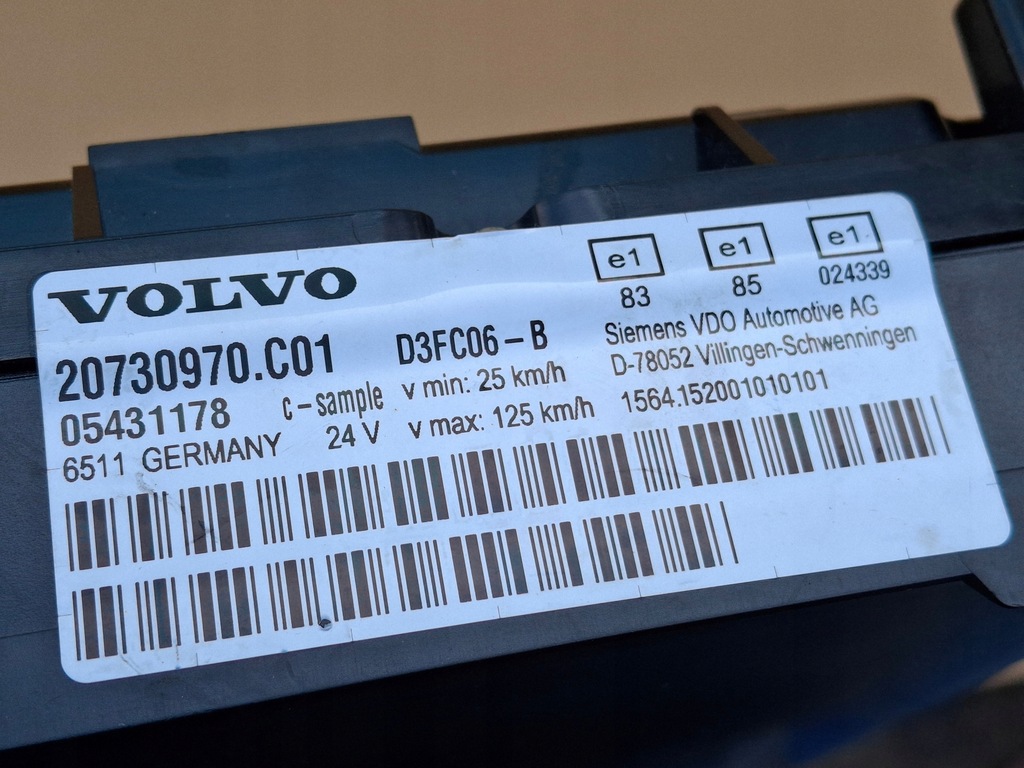 VOLVO
e1 e1 e1
83 85 024339
20730970.C01 D3FC06-B Siemens VDO Automotive AG
05431178 c-sample v min: 25 km/h D-78052 Villingen-Schwenningen
6511 GERMANY 24 V v max: 125 km/h 1564.152001010101